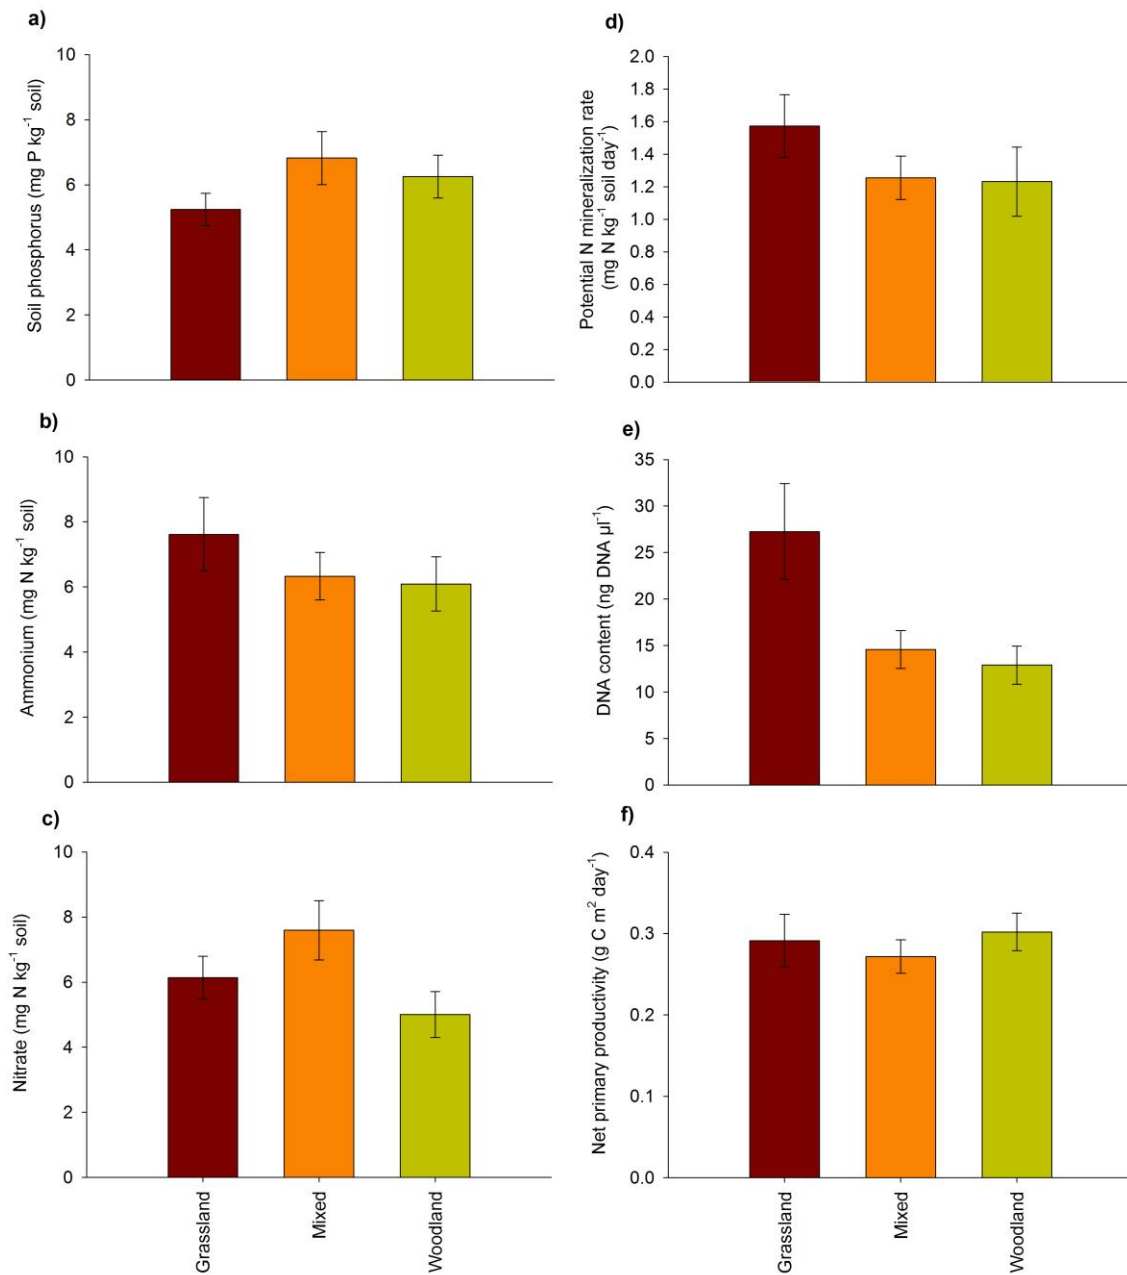 a)
Soil phosphorus (mg P kg⁻¹ soil)
10
8
6
4
2
0
b)
Ammonium (mg N kg⁻¹ soil)
10
8
6
4
2
0
c)
Nitrate (mg N kg⁻¹ soil)
10
8
6
4
2
0
Grassland
Mixed
Woodland
d)
Potential N mineralization rate
(mg N kg⁻¹ soil day⁻¹)
2.0
1.8
1.6
1.4
1.2
1.0
0.8
0.6
0.4
0.2
0.0
e)
DNA content (ng DNA µl⁻¹)
35
30
25
20
15
10
5
0
f)
Net primary productivity (g C m² day⁻¹)
0.4
0.3
0.2
0.1
0.0
Grassland
Mixed
Woodland